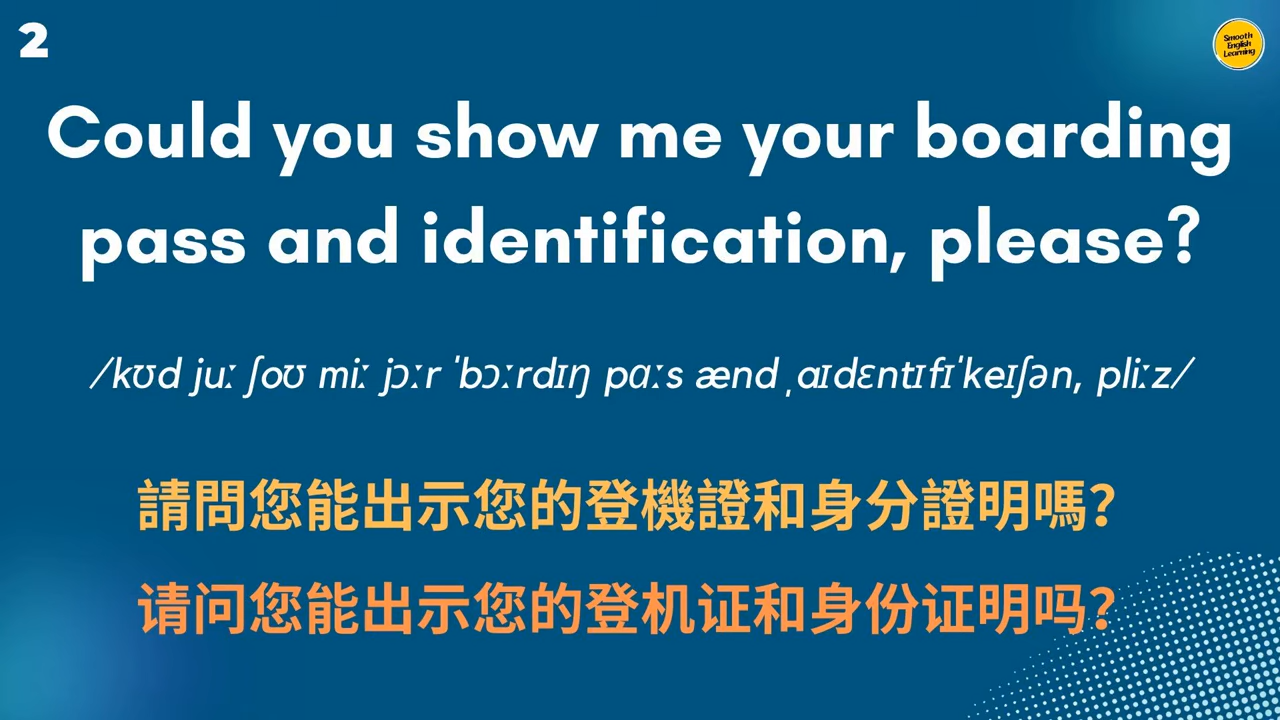 2
Smooth
English
Learning
Could you show me your boarding
pass and identification, please?
/kʊd juː ʃoʊ miː jɔːr ˈbɔːrdɪŋ pɑːs ænd ˌaɪdɛntɪfɪˈkeɪʃən, pliːz/
請問您能出示您的登機證和身分證明嗎?
请问您能出示您的登机证和身份证明吗?